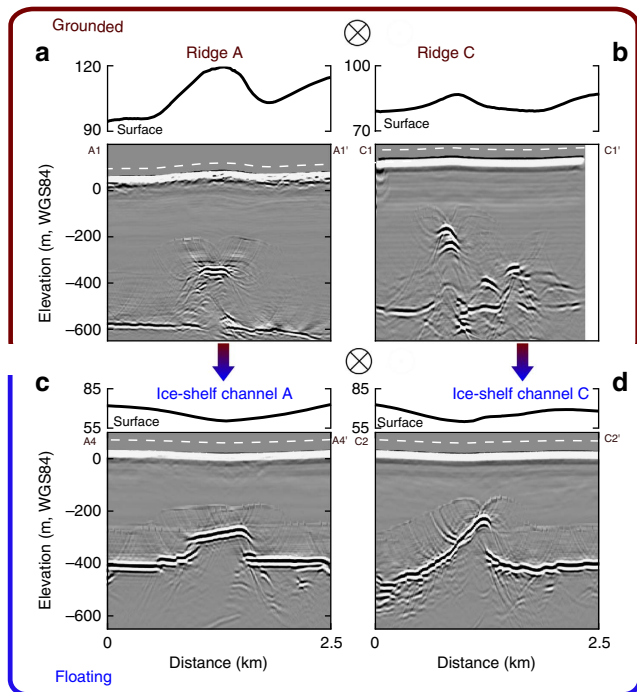 Grounded
a
Ridge A
Ridge C
b
120
90
Surface
100
70
Surface
A1
A1'
C1
C1'
Elevation (m, WGS84)
0
−200
−400
−600
c
Ice-shelf channel A
Ice-shelf channel C
d
85
55
Surface
Surface
A4
A4'
C2
C2'
Elevation (m, WGS84)
0
−200
−400
−600
0
2.5
0
2.5
Distance (km)
Distance (km)
Floating